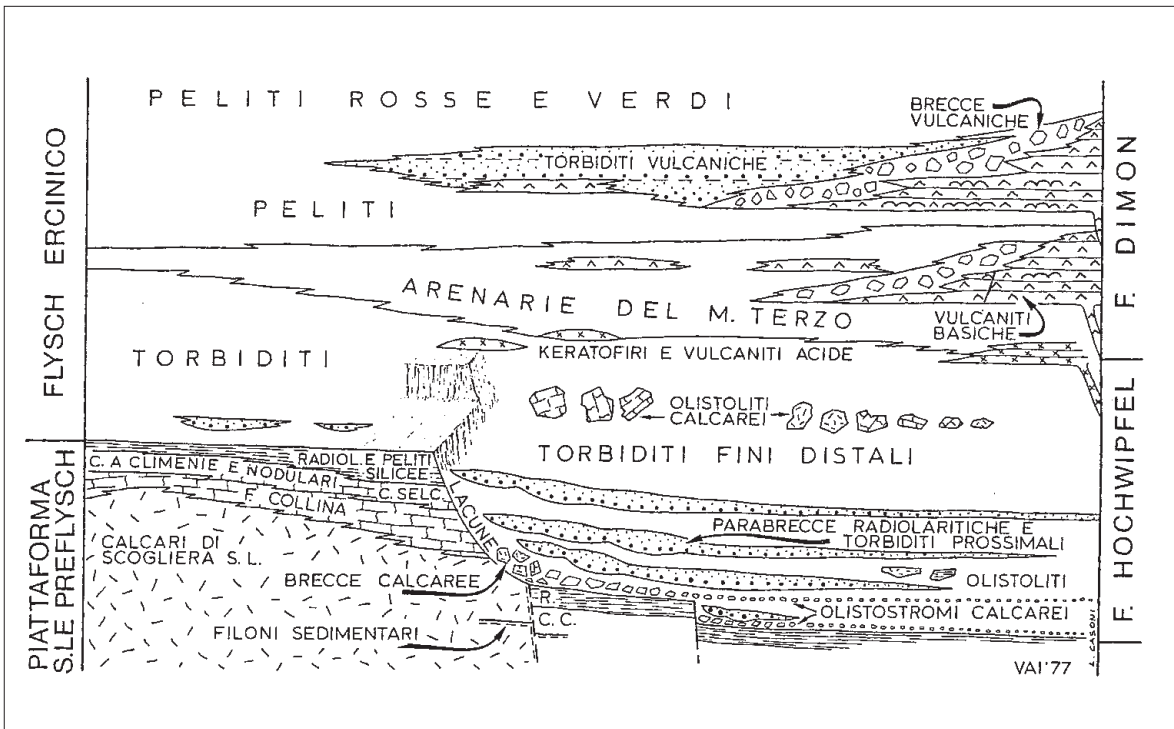 PELITI ROSSE E VERDI
BRECCE
VULCANICHE
TORBIDITI VULCANICHE
PELITI
ARENARIE DEL M. TERZO
VULCANITI
BASICHE
KERATOFIRI E VULCANITI ACIDE
TORBIDITI
OLISTOLITI
CALCAREI
TORBIDITI FINI DISTALI
RADIOL. E PELITI
SILICEE
C. A CLIMENIE E NODULARI
C. SELC.
F. COLLINA
LACUNE
CALCARI DI
SCOGLIERA S.L.
PARABRECCE RADIOLARITICHE E
TORBIDITI PROSSIMALI
BRECCE CALCAREE
OLISTOLITI
R.
C.C.
OLISTOSTROMI CALCAREI
FILONI SEDIMENTARI
VAI'77
L. CASONI
FLYSCH ERCINICO
PIATTAFORMA
S.LE PREFLYSCH
F. DIMON
F. HOCHWIPFEL